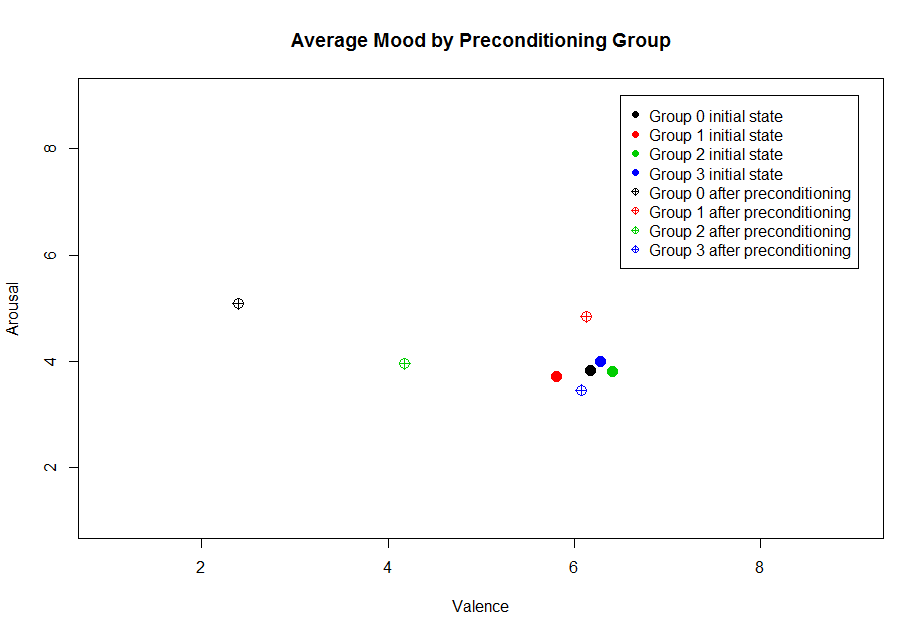 Average Mood by Preconditioning Group
Group 0 initial state
Group 1 initial state
Group 2 initial state
Group 3 initial state
Group 0 after preconditioning
Group 1 after preconditioning
Group 2 after preconditioning
Group 3 after preconditioning
8
6
4
2
Arousal
2 4 6 8
Valence